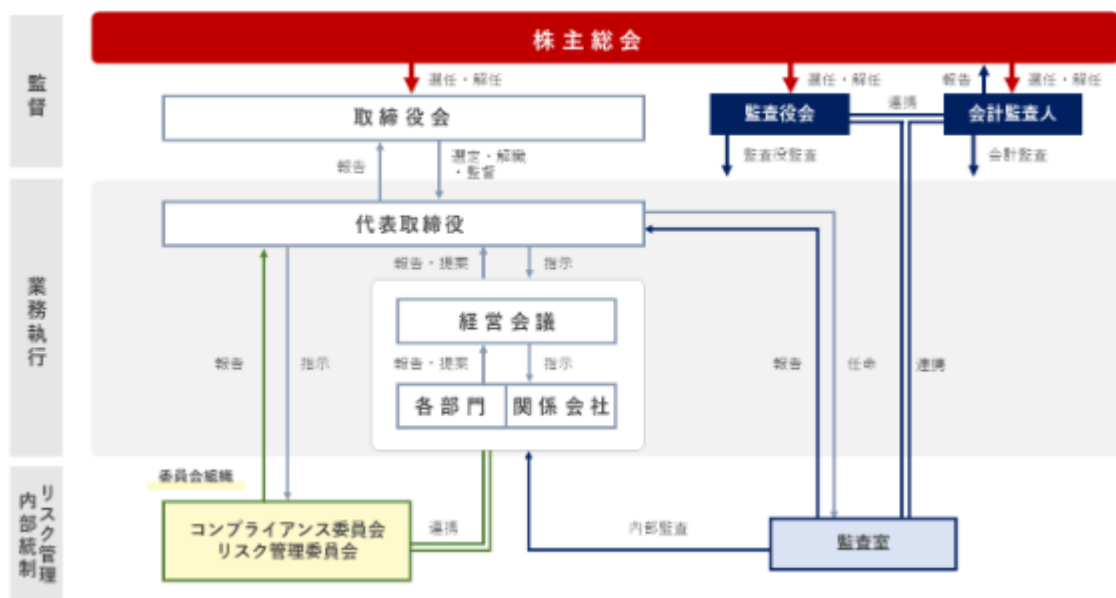 株主総会
監督
選任・解任
選任・解任
報告
選任・解任
取締役会
監査役会
連携
会計監査人
報告
選定・解職
・監督
監査役監査
会計監査
業務執行
代表取締役
報告・提案
指示
経営会議
報告
指示
報告・提案
指示
報告
任命
連携
各部門
関係会社
リスク管理
内部統制
委員会組織
コンプライアンス委員会
リスク管理委員会
連携
内部監査
監査室